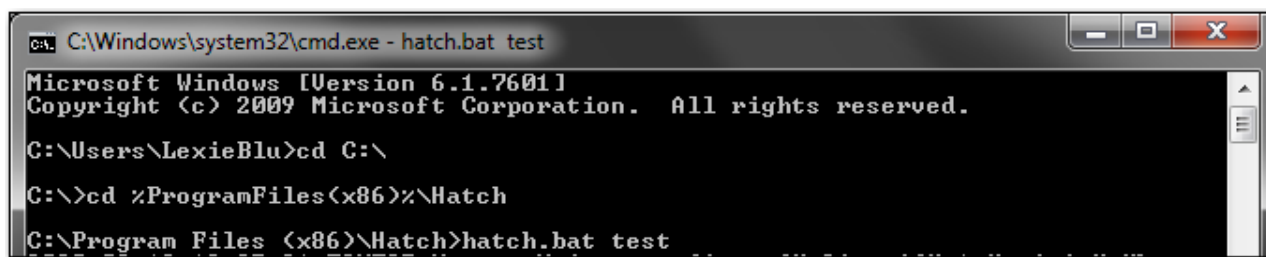 C:\Windows\system32\cmd.exe - hatch.bat test
Microsoft Windows [Version 6.1.7601]
Copyright (c) 2009 Microsoft Corporation.  All rights reserved.
C:\Users\LexieBlu>cd C:\
C:\>cd %ProgramFiles(x86)%\Hatch
C:\Program Files (x86)\Hatch>hatch.bat test